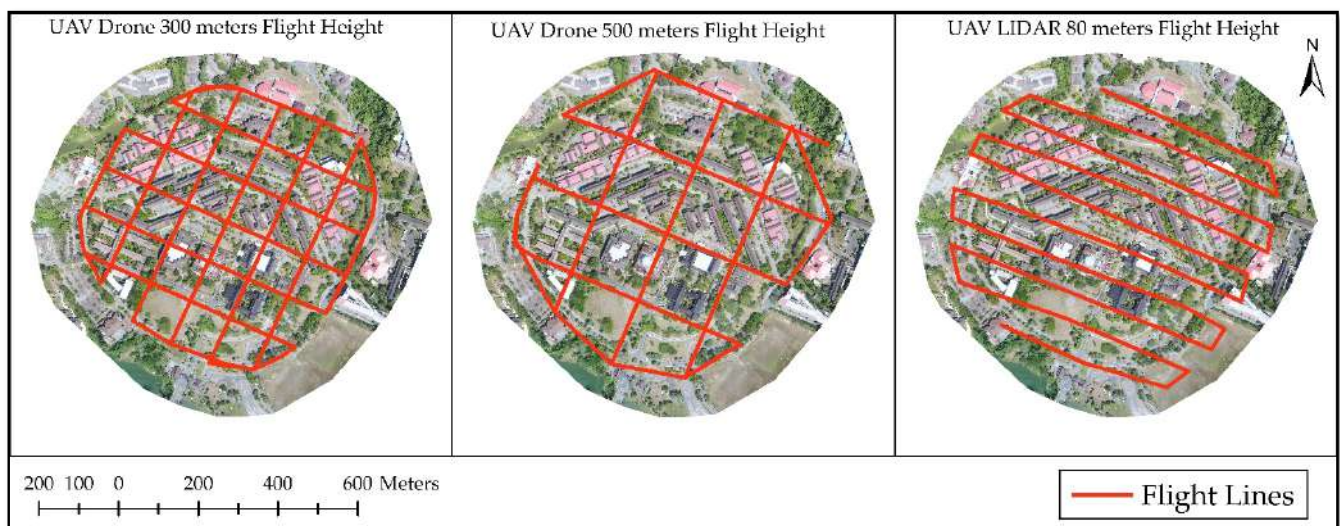 UAV Drone 300 meters Flight Height
UAV Drone 500 meters Flight Height
UAV LIDAR 80 meters Flight Height
N
200 100 0 200 400 600 Meters
Flight Lines